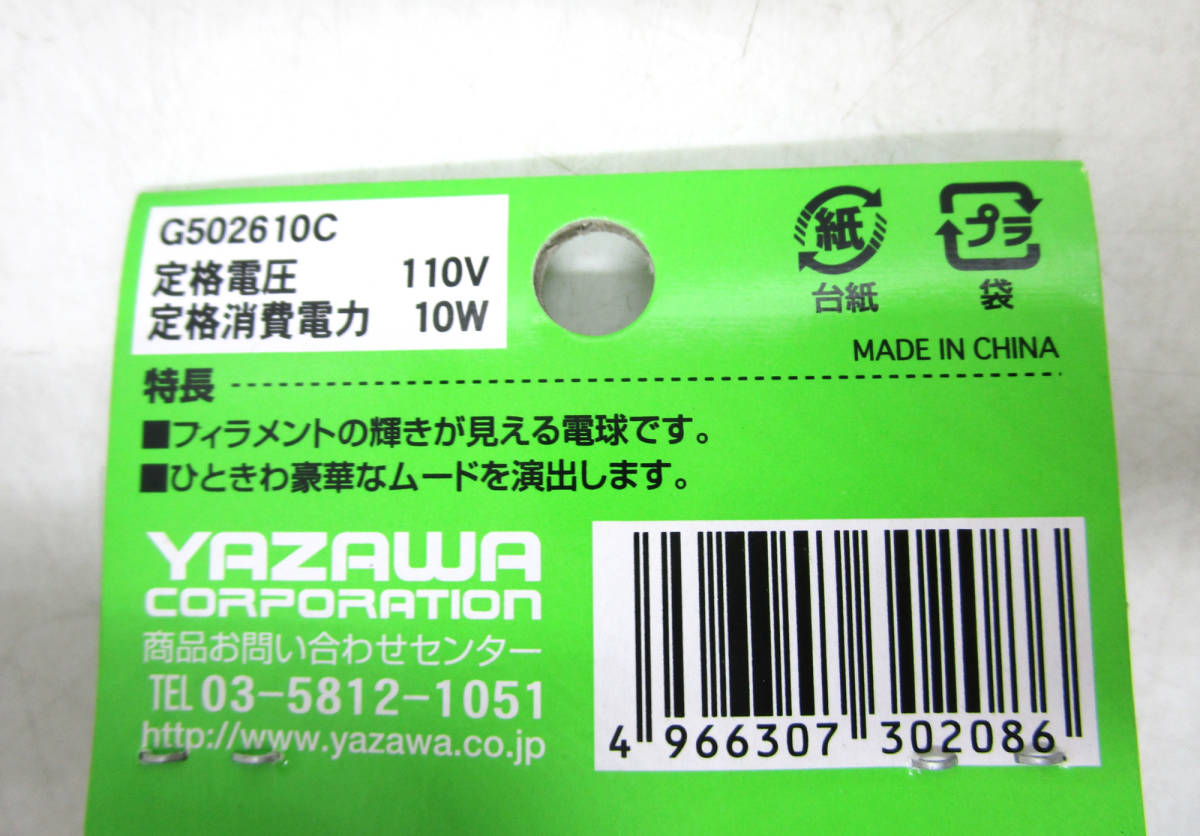 G502610C
定格電圧 110V
定格消費電力 10W
紙
台紙
プラ
袋
MADE IN CHINA
特長
■フィラメントの輝きが見える電球です。
■ひときわ豪華なムードを演出します。
YAZAWA
CORPORATION
商品お問い合わせセンター
TEL 03-5812-1051
http://www.yazawa.co.jp
4 966307 302086